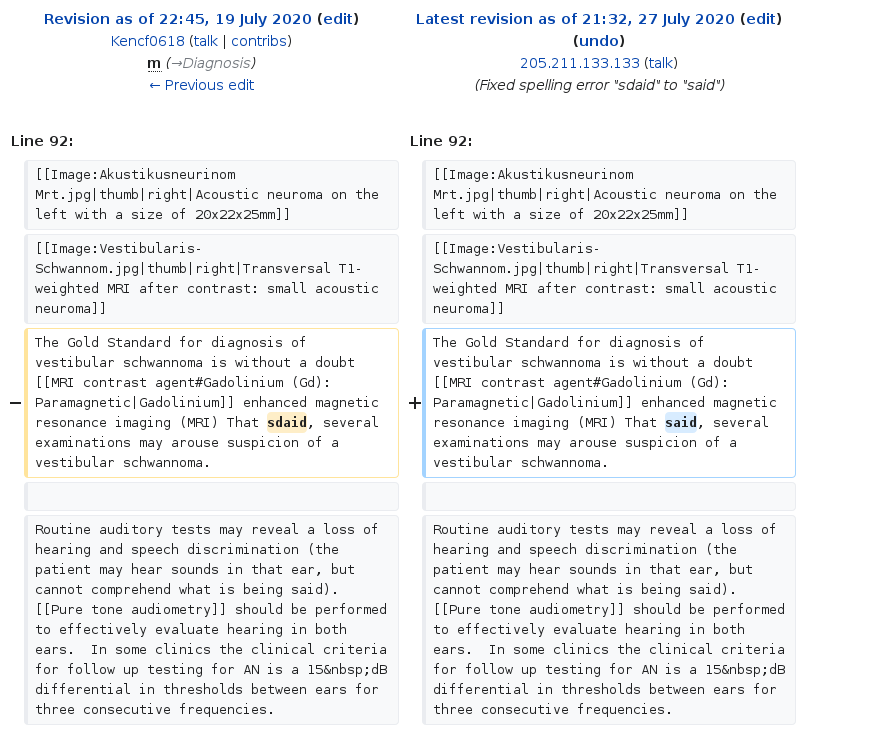 Revision as of 22:45, 19 July 2020 (edit)
Kencf0618 (talk | contribs)
m (→Diagnosis)
← Previous edit
Latest revision as of 21:32, 27 July 2020 (edit)
(undo)
205.211.133.133 (talk)
(Fixed spelling error "sdaid" to "said")
Line 92:
[[Image:Akustikusneurinom
Mrt.jpg|thumb|right|Acoustic neuroma on the
left with a size of 20x22x25mm]]
[[Image:Vestibularis-
Schwannom.jpg|thumb|right|Transversal T1-
weighted MRI after contrast: small acoustic
neuroma]]
− The Gold Standard for diagnosis of
vestibular schwannoma is without a doubt
[[MRI contrast agent#Gadolinium (Gd):
Paramagnetic|Gadolinium]] enhanced magnetic
resonance imaging (MRI) That sdaid, several
examinations may arouse suspicion of a
vestibular schwannoma.
Routine auditory tests may reveal a loss of
hearing and speech discrimination (the
patient may hear sounds in that ear, but
cannot comprehend what is being said).
[[Pure tone audiometry]] should be performed
to effectively evaluate hearing in both
ears.  In some clinics the clinical criteria
for follow up testing for AN is a 15&nbsp;dB
differential in thresholds between ears for
three consecutive frequencies.
Line 92:
[[Image:Akustikusneurinom
Mrt.jpg|thumb|right|Acoustic neuroma on the
left with a size of 20x22x25mm]]
[[Image:Vestibularis-
Schwannom.jpg|thumb|right|Transversal T1-
weighted MRI after contrast: small acoustic
neuroma]]
+ The Gold Standard for diagnosis of
vestibular schwannoma is without a doubt
[[MRI contrast agent#Gadolinium (Gd):
Paramagnetic|Gadolinium]] enhanced magnetic
resonance imaging (MRI) That said, several
examinations may arouse suspicion of a
vestibular schwannoma.
Routine auditory tests may reveal a loss of
hearing and speech discrimination (the
patient may hear sounds in that ear, but
cannot comprehend what is being said).
[[Pure tone audiometry]] should be performed
to effectively evaluate hearing in both
ears.  In some clinics the clinical criteria
for follow up testing for AN is a 15&nbsp;dB
differential in thresholds between ears for
three consecutive frequencies.